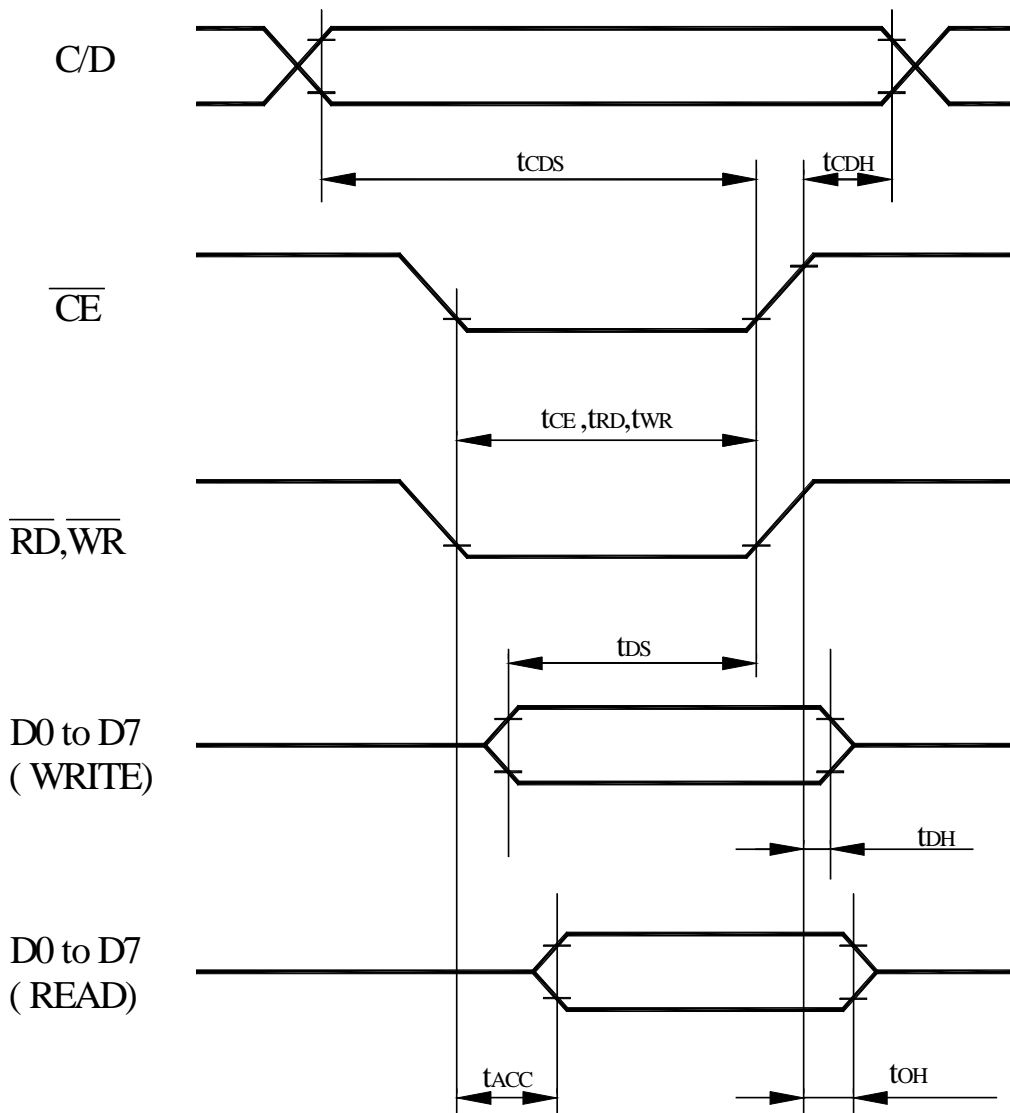 C/D
tCDS
tCDH
CE
tCE ,tRD,tWR
RD,WR
tDS
D0 to D7
( WRITE)
tDH
D0 to D7
( READ)
tACC
tOH